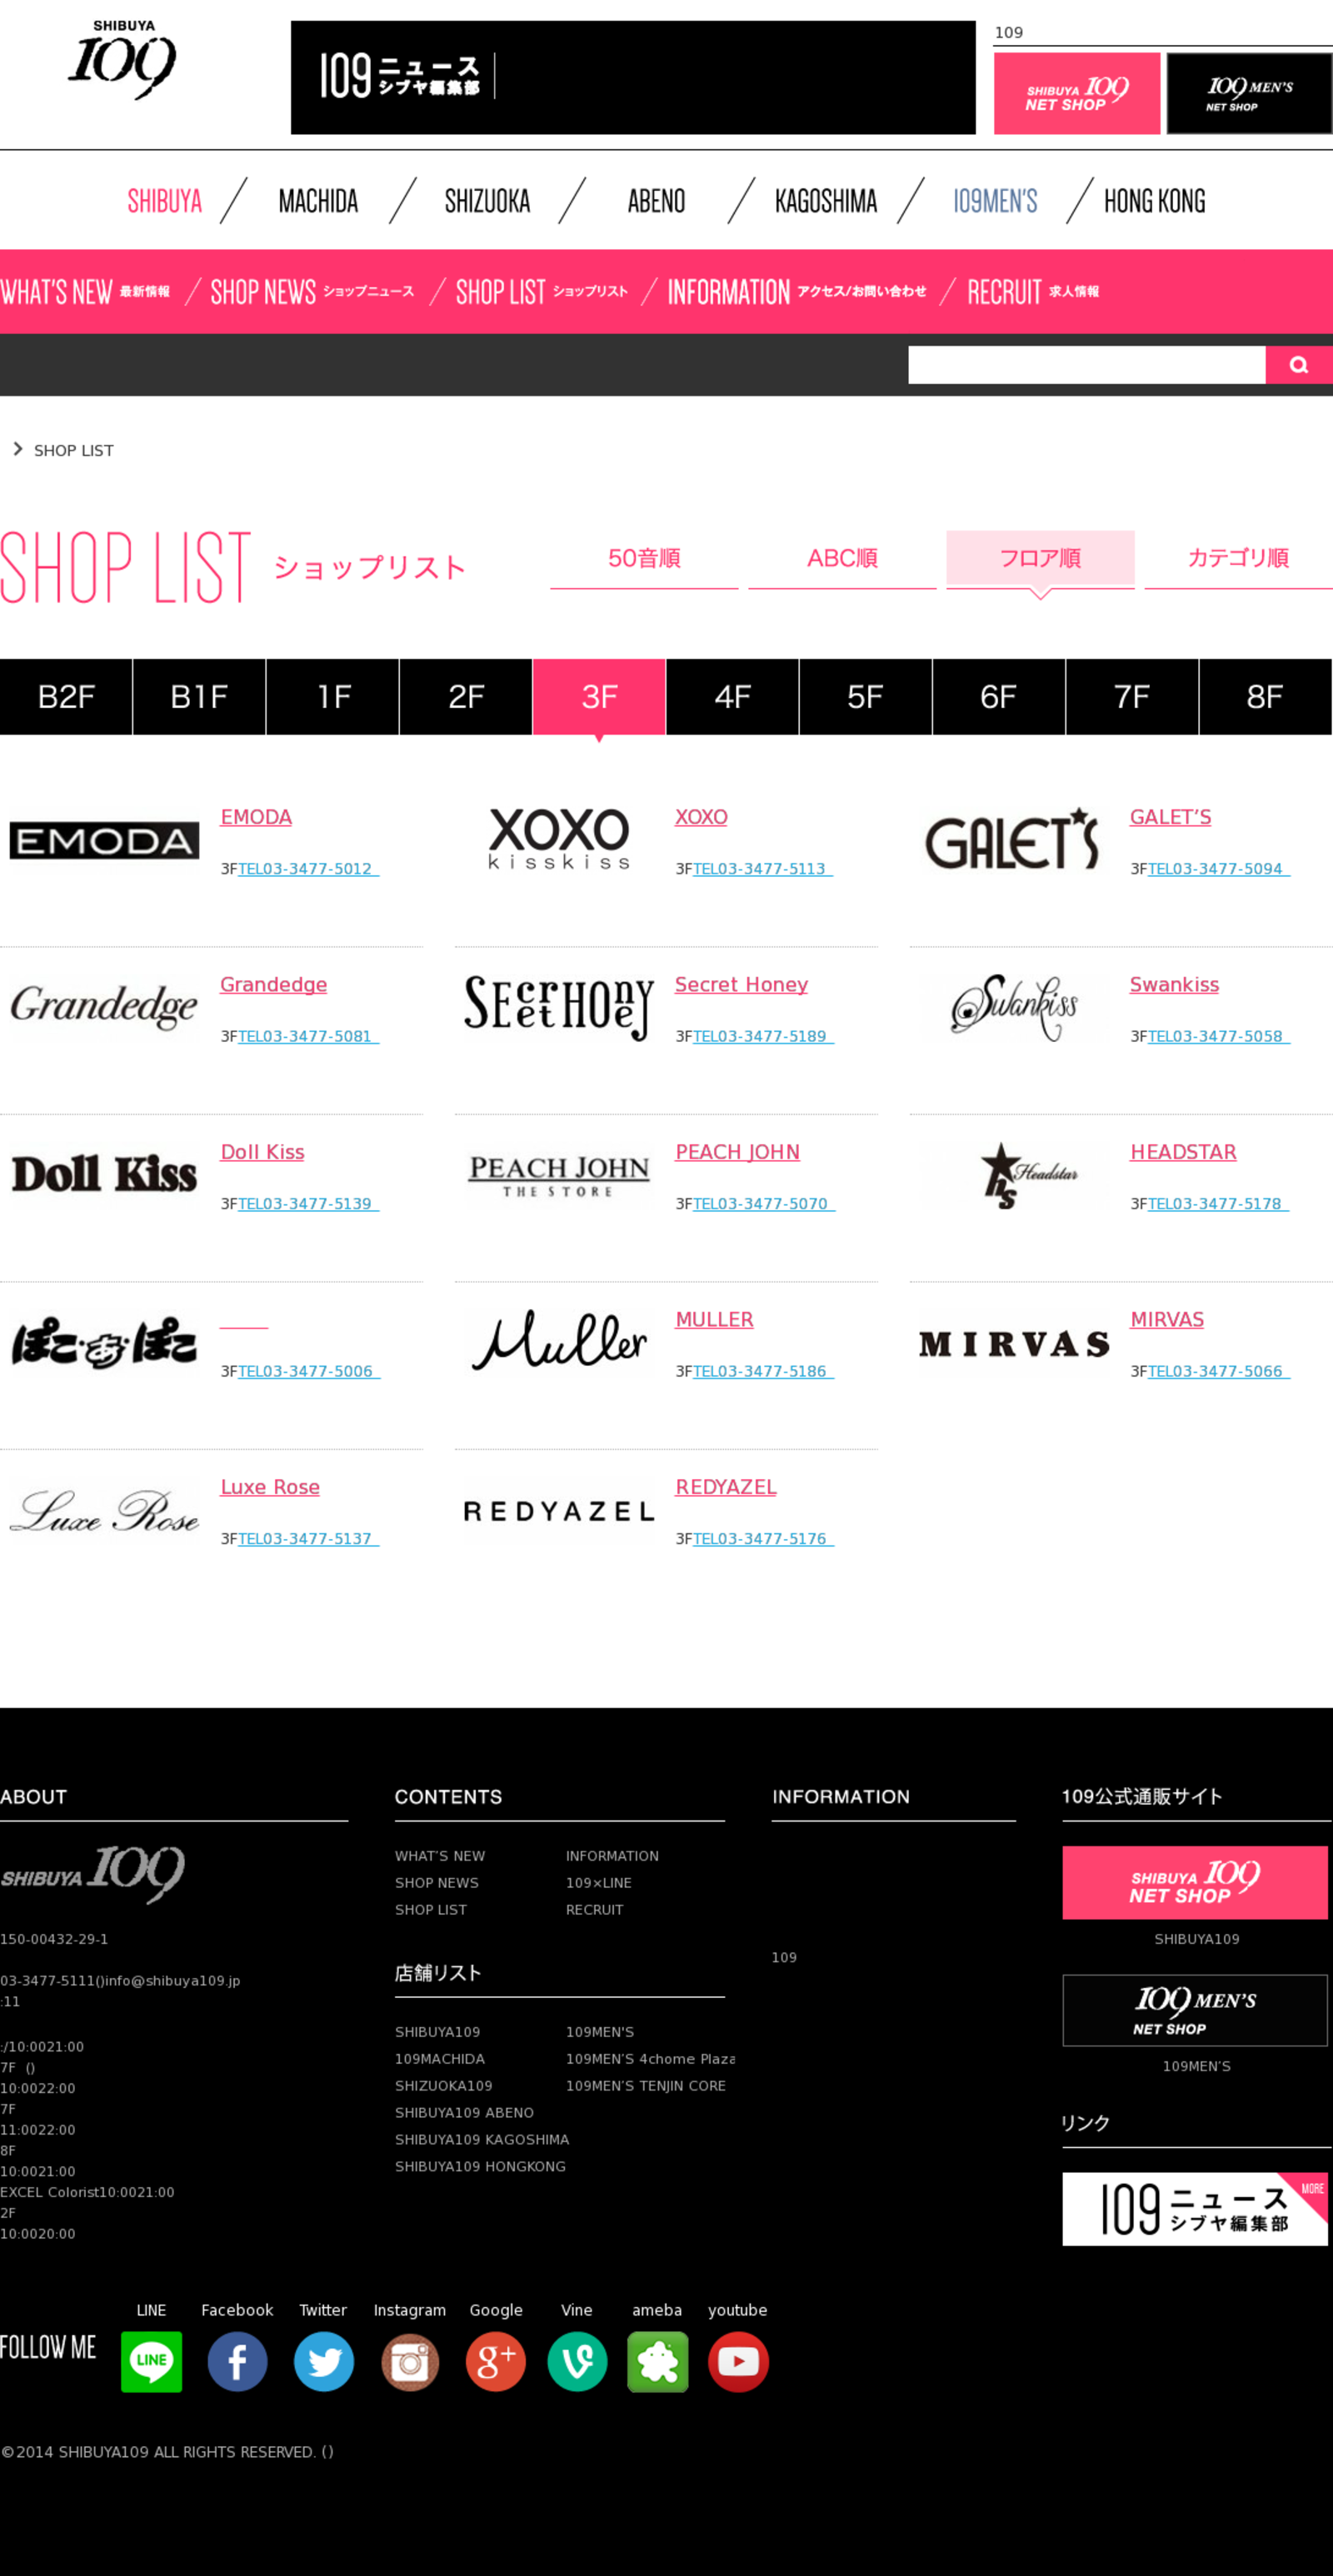 SHIBUYA
109
109 ニュース
シブヤ編集部
109
SHIBUYA 109
NET SHOP
109 MEN'S
NET SHOP
SHIBUYA MACHIDA SHIZUOKA ABENO KAGOSHIMA 109MEN'S HONG KONG
WHAT'S NEW 最新情報 SHOP NEWS ショップニュース SHOP LIST ショップリスト INFORMATION アクセス/お問い合わせ RECRUIT 求人情報
SHOP LIST
SHOP LIST ショップリスト
50音順 ABC順 フロア順 カテゴリ順
B2F B1F 1F 2F 3F 4F 5F 6F 7F 8F
EMODA
EMODA
3FTEL03-3477-5012
XOXO
kisskiss
XOXO
3FTEL03-3477-5113
GALET'S
GALET'S
3FTEL03-3477-5094
Grandedge
Grandedge
3FTEL03-3477-5081
SEcrEt HOnEy
Secret Honey
3FTEL03-3477-5189
Swankiss
Swankiss
3FTEL03-3477-5058
Doll Kiss
Doll Kiss
3FTEL03-3477-5139
PEACH JOHN
THE STORE
PEACH JOHN
3FTEL03-3477-5070
hs Headstar
HEADSTAR
3FTEL03-3477-5178
ぽこ・あ・ぽこ
3FTEL03-3477-5006
Muller
MULLER
3FTEL03-3477-5186
MIRVAS
MIRVAS
3FTEL03-3477-5066
Luxe Rose
Luxe Rose
3FTEL03-3477-5137
REDYAZEL
REDYAZEL
3FTEL03-3477-5176
ABOUT
SHIBUYA 109
150-00432-29-1
03-3477-5111()info@shibuya109.jp
:11
:/10:0021:00
7F ()
10:0022:00
7F
11:0022:00
8F
10:0021:00
EXCEL Colorist10:0021:00
2F
10:0020:00
CONTENTS
WHAT'S NEW INFORMATION
SHOP NEWS 109×LINE
SHOP LIST RECRUIT
店舗リスト
SHIBUYA109 109MEN'S
109MACHIDA 109MEN'S 4chome Plaza
SHIZUOKA109 109MEN'S TENJIN CORE
SHIBUYA109 ABENO
SHIBUYA109 KAGOSHIMA
SHIBUYA109 HONGKONG
INFORMATION
109
109公式通販サイト
SHIBUYA 109
NET SHOP
SHIBUYA109
109 MEN'S
NET SHOP
109MEN'S
リンク
109 ニュース
シブヤ編集部
MORE
FOLLOW ME
LINE Facebook Twitter Instagram Google Vine ameba youtube
LINE
g+
©2014 SHIBUYA109 ALL RIGHTS RESERVED. ()